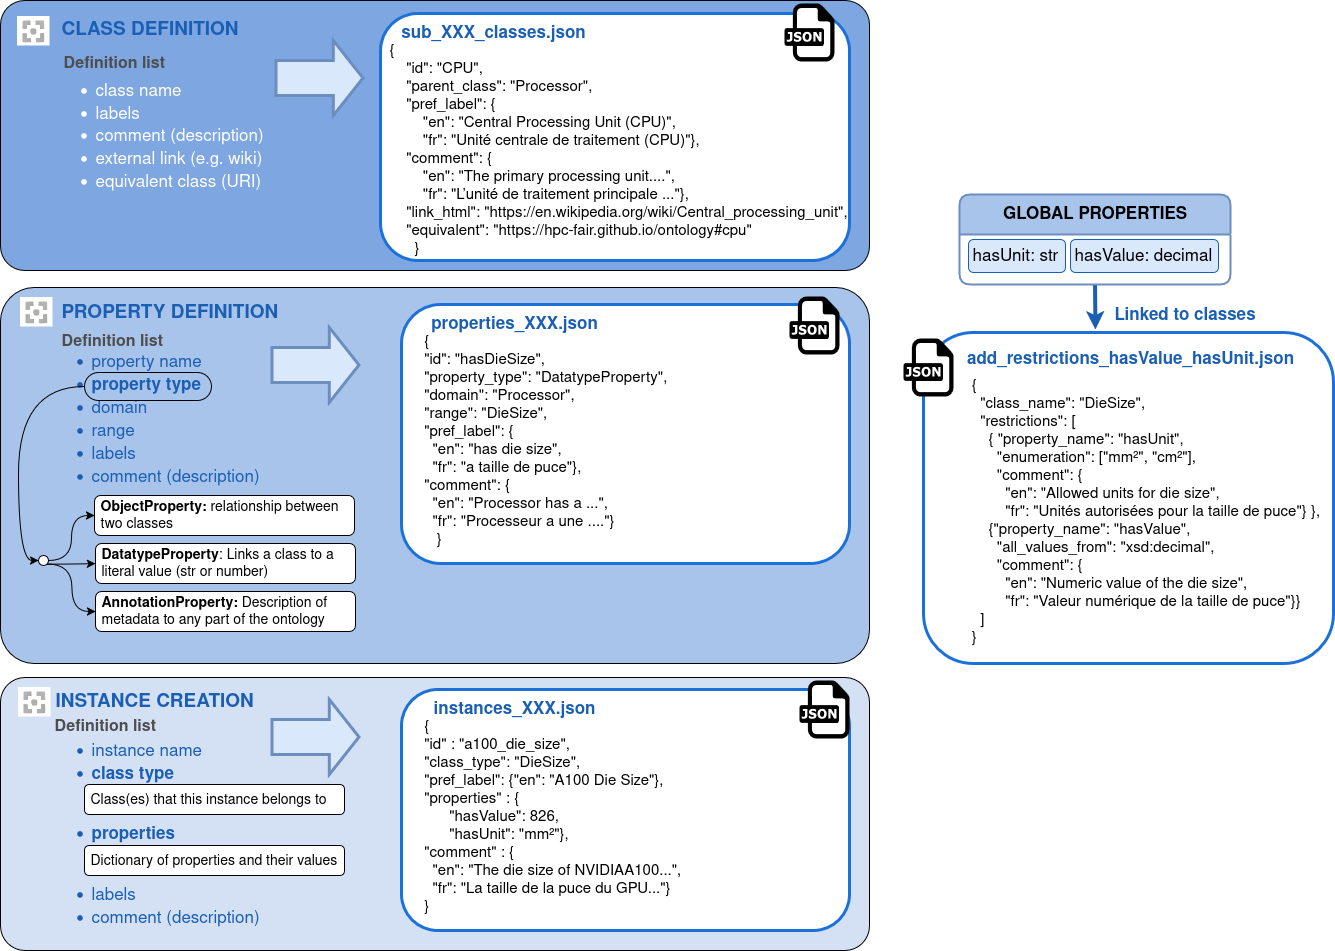 CLASS DEFINITION
Definition list
• class name
• labels
• comment (description)
• external link (e.g. wiki)
• equivalent class (URI)
sub_XXX_classes.json
JSON
{
"id": "CPU",
"parent_class": "Processor",
"pref_label": {
"en": "Central Processing Unit (CPU)",
"fr": "Unité centrale de traitement (CPU)"},
"comment": {
"en": "The primary processing unit....",
"fr": "L'unité de traitement principale ..."},
"link_html": "https://en.wikipedia.org/wiki/Central_processing_unit",
"equivalent": "https://hpc-fair.github.io/ontology#cpu"
}
PROPERTY DEFINITION
Definition list
• property name
• property type
• domain
• range
• labels
• comment (description)
ObjectProperty: relationship between
two classes
DatatypeProperty: Links a class to a
literal value (str or number)
AnnotationProperty: Description of
metadata to any part of the ontology
properties_XXX.json
JSON
{
"id": "hasDieSize",
"property_type": "DatatypeProperty",
"domain": "Processor",
"range": "DieSize",
"pref_label": {
"en": "has die size",
"fr": "a taille de puce"},
"comment": {
"en": "Processor has a ...",
"fr": "Processeur a une ...."}
}
INSTANCE CREATION
Definition list
• instance name
• class type
Class(es) that this instance belongs to
• properties
Dictionary of properties and their values
• labels
• comment (description)
instances_XXX.json
JSON
{
"id" : "a100_die_size",
"class_type": "DieSize",
"pref_label": {"en": "A100 Die Size"},
"properties" : {
"hasValue": 826,
"hasUnit": "mm²"},
"comment" : {
"en": "The die size of NVIDIAA100...",
"fr": "La taille de la puce du GPU..."}
}
GLOBAL PROPERTIES
hasUnit: str
hasValue: decimal
Linked to classes
JSON
add_restrictions_hasValue_hasUnit.json
{
"class_name": "DieSize",
"restrictions": [
{ "property_name": "hasUnit",
"enumeration": ["mm²", "cm²"],
"comment": {
"en": "Allowed units for die size",
"fr": "Unités autorisées pour la taille de puce"} },
{"property_name": "hasValue",
"all_values_from": "xsd:decimal",
"comment": {
"en": "Numeric value of the die size",
"fr": "Valeur numérique de la taille de puce"}}
]
}